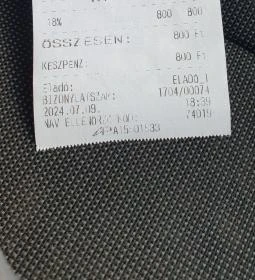 18% 800 800
ÖSSZESEN: 800 Ft
KESZPENZ: 800 Ft
Eladó: ELADO_1
BIZONYLATSZÁM: 1704/00074
2024.07.09. 18:39
NAV ELLENŐRZŐ KÓD: 74019